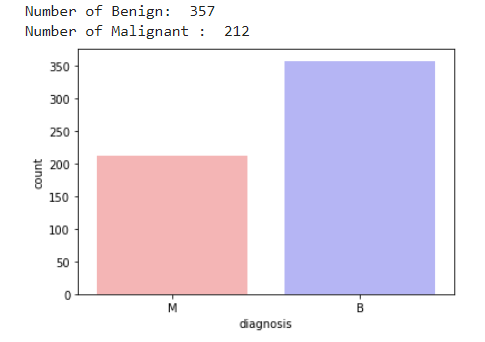 Number of Benign:  357
Number of Malignant :  212
350
300
250
200
150
100
50
0
count
M B
diagnosis